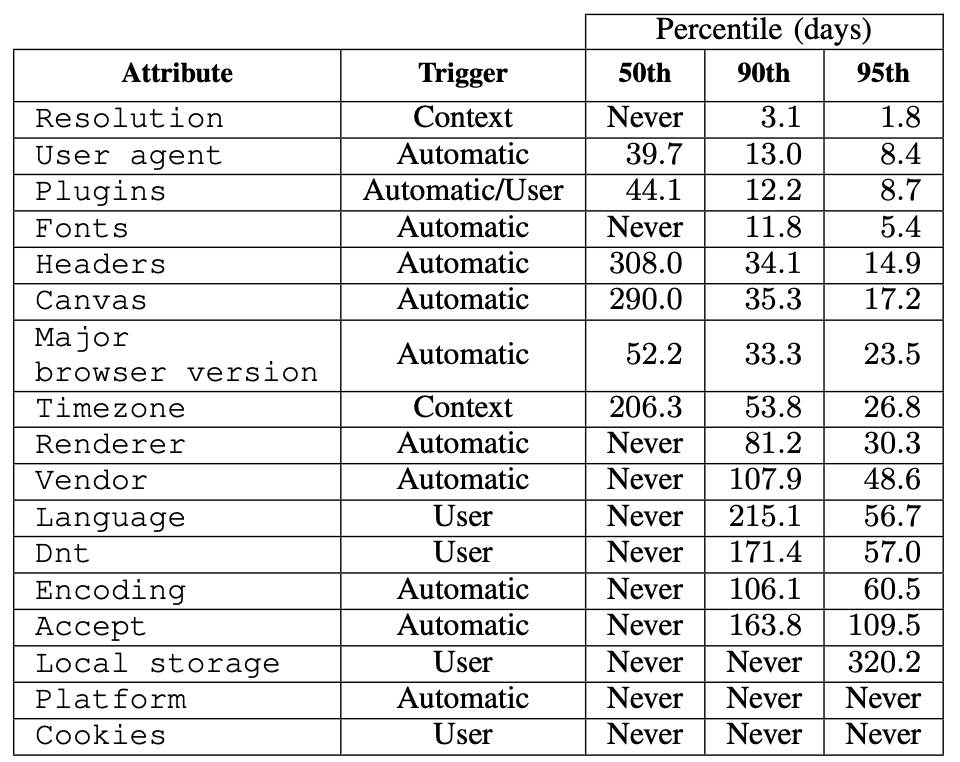 Percentile (days)
Attribute Trigger 50th 90th 95th
Resolution Context Never 3.1 1.8
User agent Automatic 39.7 13.0 8.4
Plugins Automatic/User 44.1 12.2 8.7
Fonts Automatic Never 11.8 5.4
Headers Automatic 308.0 34.1 14.9
Canvas Automatic 290.0 35.3 17.2
Major
browser version Automatic 52.2 33.3 23.5
Timezone Context 206.3 53.8 26.8
Renderer Automatic Never 81.2 30.3
Vendor Automatic Never 107.9 48.6
Language User Never 215.1 56.7
Dnt User Never 171.4 57.0
Encoding Automatic Never 106.1 60.5
Accept Automatic Never 163.8 109.5
Local storage User Never Never 320.2
Platform Automatic Never Never Never
Cookies User Never Never Never